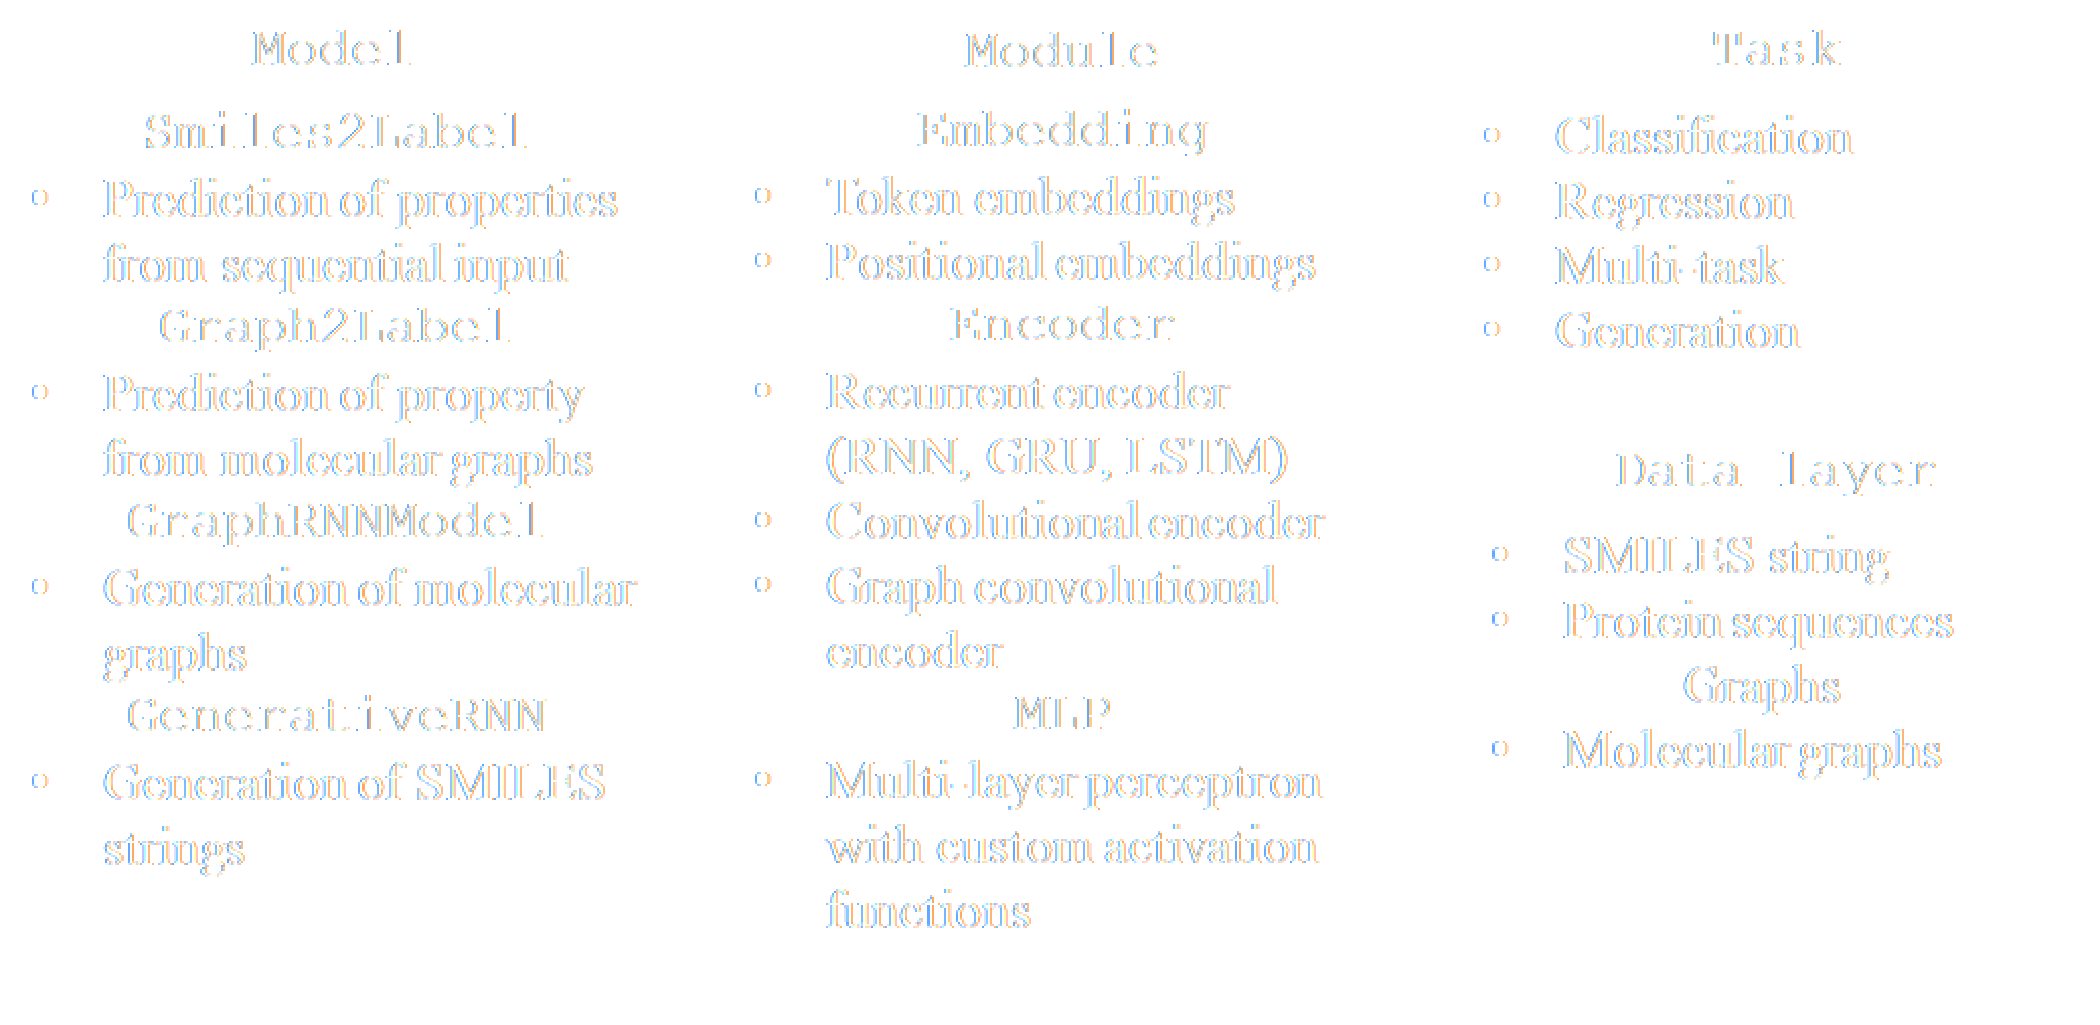 Model
Smiles2Label
◦ Prediction of properties
from sequential input
Graph2Label
◦ Prediction of property
from molecular graphs
GraphRNNModel
◦ Generation of molecular
graphs
GenerativeRNN
◦ Generation of SMILES
strings
Module
Embedding
◦ Token embeddings
◦ Positional embeddings
Encoder
◦ Recurrent encoder
(RNN, GRU, LSTM)
◦ Convolutional encoder
◦ Graph convolutional
encoder
MLP
◦ Multi-layer perceptron
with custom activation
functions
Task
◦ Classification
◦ Regression
◦ Multi-task
◦ Generation
Data layer
◦ SMILES string
◦ Protein sequences
Graphs
◦ Molecular graphs